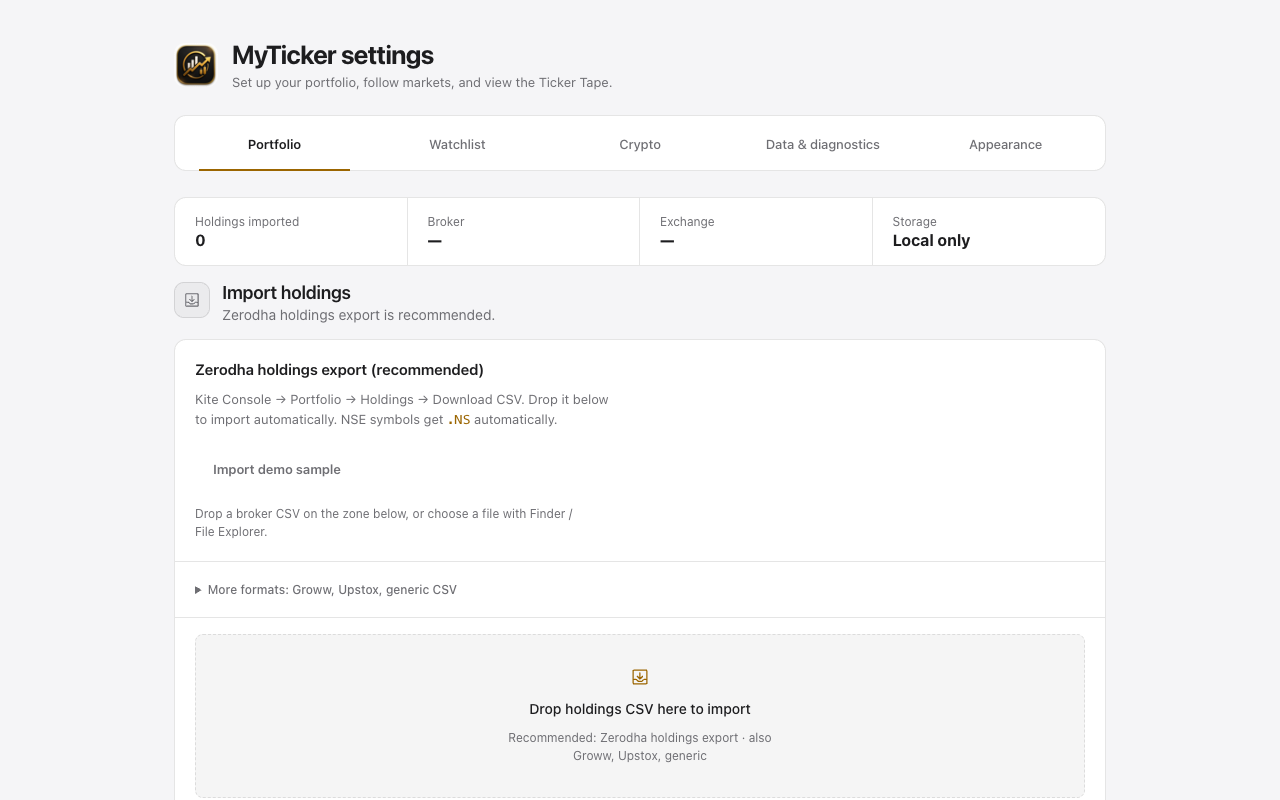 MyTicker settings
Set up your portfolio, follow markets, and view the Ticker Tape.
Portfolio
Watchlist
Crypto
Data & diagnostics
Appearance
Holdings imported
0
Broker
—
Exchange
—
Storage
Local only
Import holdings
Zerodha holdings export is recommended.
Zerodha holdings export (recommended)
Kite Console → Portfolio → Holdings → Download CSV. Drop it below
to import automatically. NSE symbols get .NS automatically.
Import demo sample
Drop a broker CSV on the zone below, or choose a file with Finder /
File Explorer.
More formats: Groww, Upstox, generic CSV
Drop holdings CSV here to import
Recommended: Zerodha holdings export · also
Groww, Upstox, generic